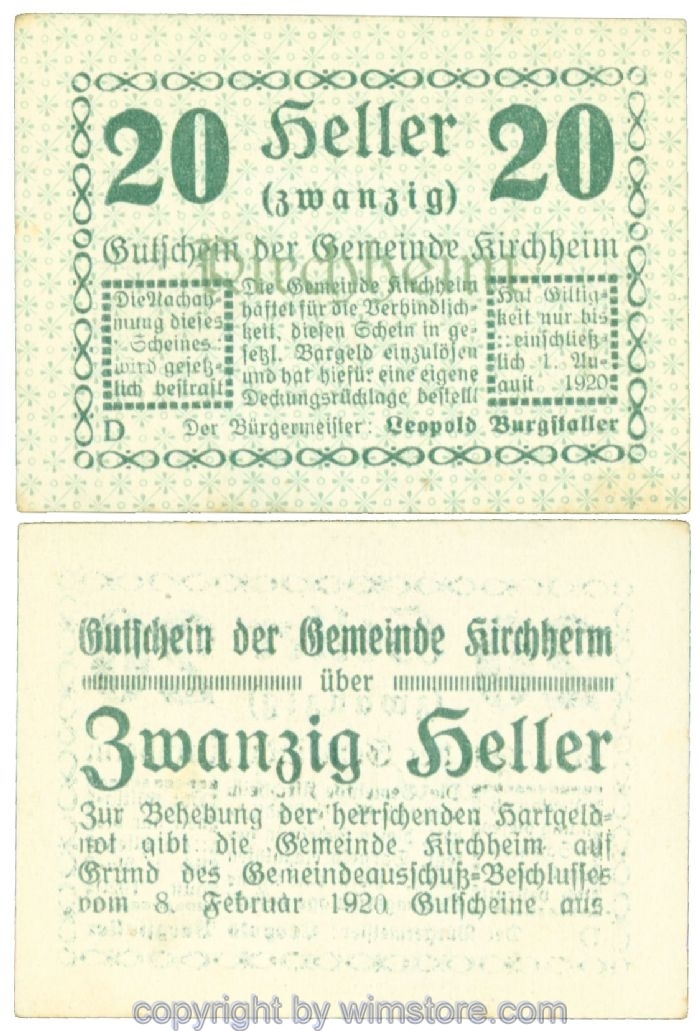 20 Heller 20
(zwanzig)
Gutschein der Gemeinde Kirchheim
Kirchheim
Die Nachah-
mung dieses
Scheines
wird gesetz-
lich bestraft
Die Gemeinde Kirchheim
haftet für die Verbindlich-
keit, diesen Schein in ge-
setzl. Bargeld einzulösen
und hat hiefür eine eigene
Deckungsrücklage bestellt
Hat Giltig-
keit nur bis
::einschließ-
lich 1. Au-
gust 1920
D Der Bürgermeister: Leopold Burgstaller
Gutschein der Gemeinde Kirchheim
über
Zwanzig Heller
Zur Behebung der herrschenden Hartgeld-
not gibt die Gemeinde Kirchheim auf
Grund des Gemeindeausschuß-Beschlusses
vom 8. Februar 1920 Gutscheine aus.
copyright by wimstore.com